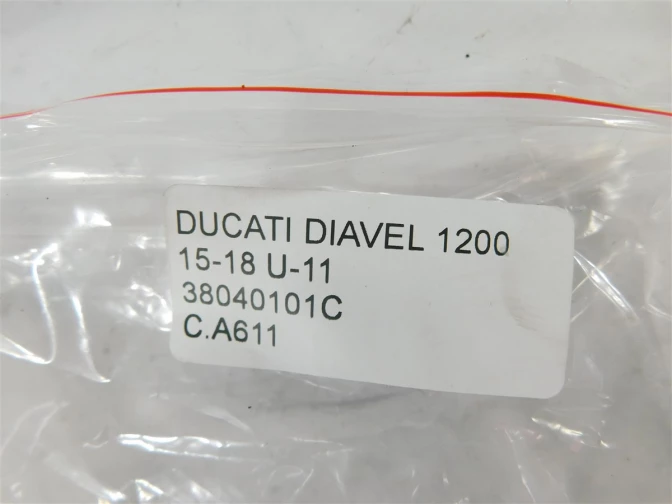 DUCATI DIAVEL 1200
15-18 U-11
38040101C
C.A611